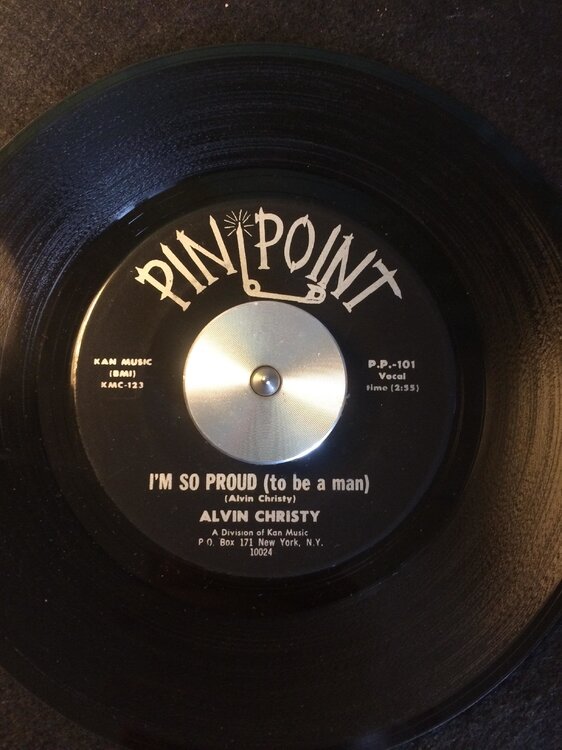 PIN POINT
KAN MUSIC
(BMI)
KMC-123
P.P.-101
Vocal
time (2:55)
I'M SO PROUD (to be a man)
(Alvin Christy)
ALVIN CHRISTY
A Division of Kan Music
P.O. Box 171 New York, N.Y.
10024